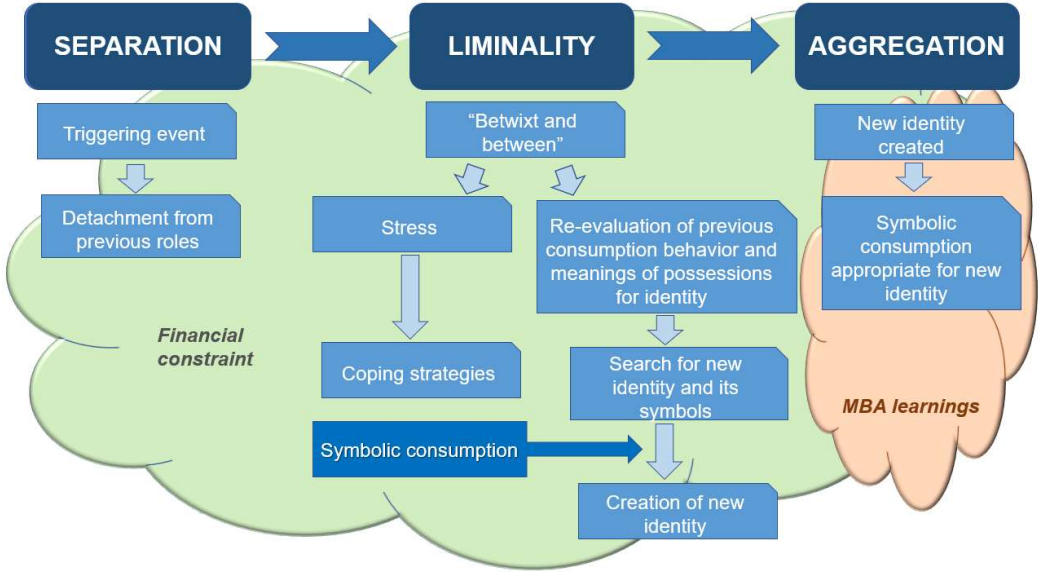 SEPARATION
LIMINALITY
AGGREGATION
Triggering event
Detachment from
previous roles
Financial
constraint
“Betwixt and
between”
Stress
Coping strategies
Re-evaluation of previous
consumption behavior and
meanings of possessions
for identity
Search for new
identity and its
symbols
Symbolic consumption
Creation of new
identity
New identity
created
Symbolic
consumption
appropriate for new
identity
MBA learnings